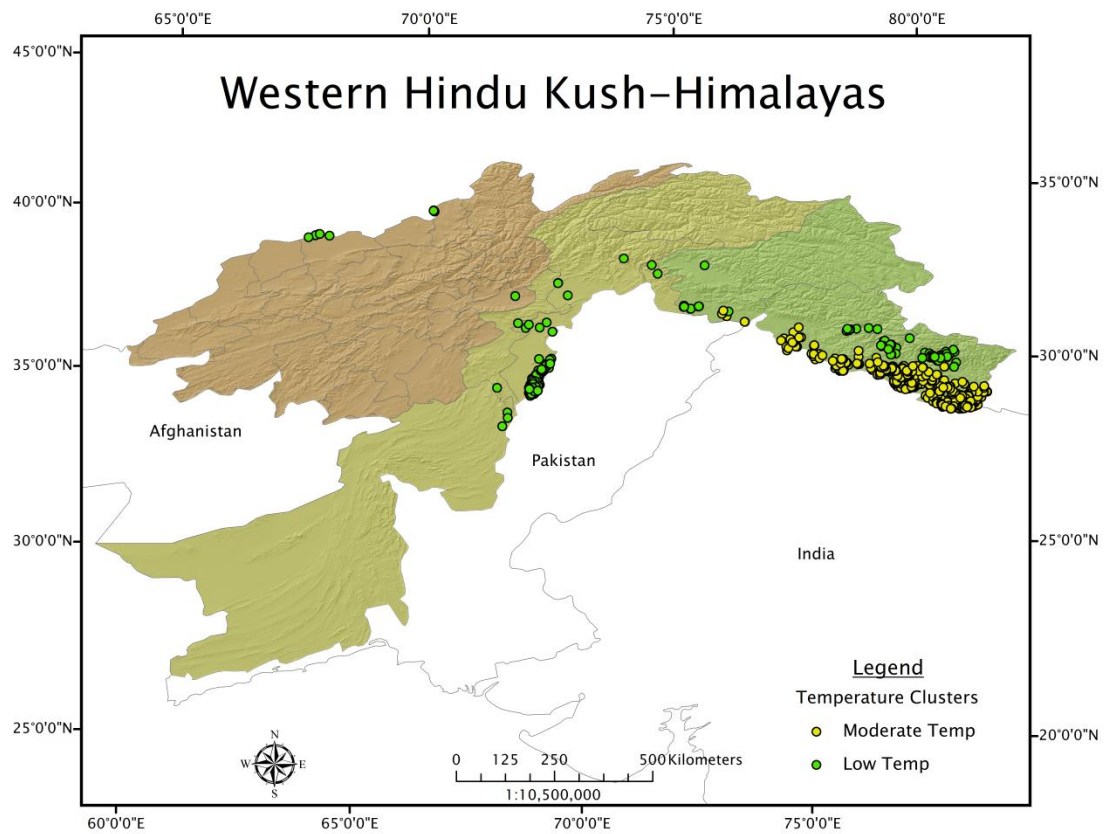 65°0'0"E 70°0'0"E 75°0'0"E 80°0'0"E
45°0'0"N
Western Hindu Kush–Himalayas
40°0'0"N
35°0'0"N
35°0'0"N
30°0'0"N
Afghanistan
Pakistan
30°0'0"N
25°0'0"N
India
Legend
Temperature Clusters
Moderate Temp
Low Temp
25°0'0"N
20°0'0"N
N
W E
S
0 125 250 500 Kilometers
1:10,500,000
60°0'0"E 65°0'0"E 70°0'0"E 75°0'0"E